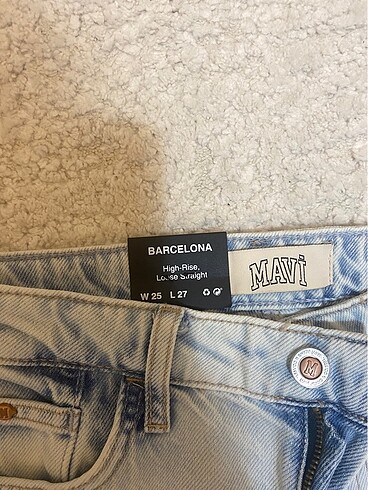 BARCELONA
High-Rise,
Loose Straight
W 25 L 27
MAVİ
M
M